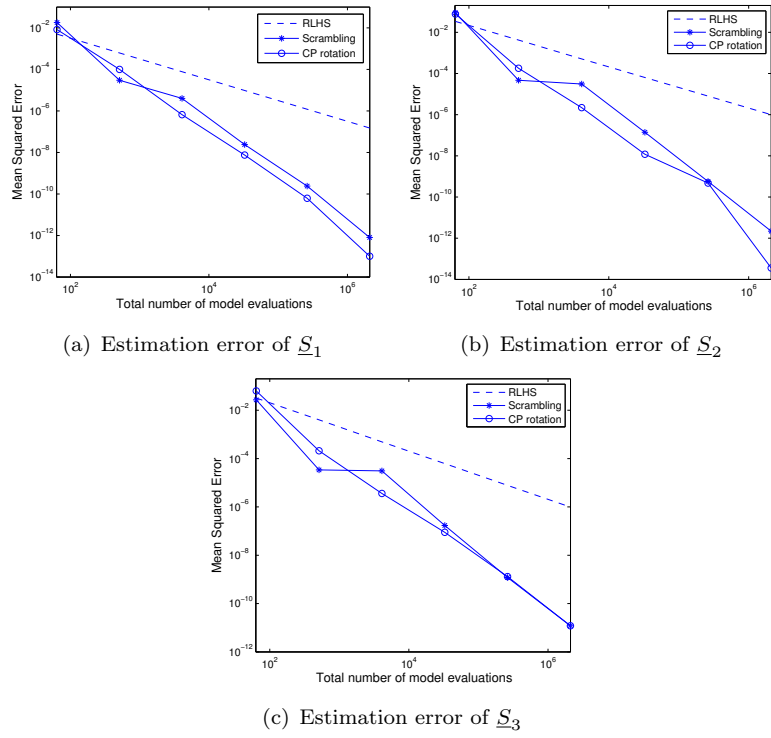 10^-2
10^-4
10^-6
10^-8
10^-10
10^-12
10^-14
Mean Squared Error
RLHS
Scrambling
CP rotation
10^2
10^4
10^6
Total number of model evaluations
(a) Estimation error of S_1
10^-2
10^-4
10^-6
10^-8
10^-10
10^-12
10^-14
Mean Squared Error
RLHS
Scrambling
CP rotation
10^2
10^4
10^6
Total number of model evaluations
(b) Estimation error of S_2
10^-2
10^-4
10^-6
10^-8
10^-10
10^-12
Mean Squared Error
RLHS
Scrambling
CP rotation
10^2
10^4
10^6
Total number of model evaluations
(c) Estimation error of S_3